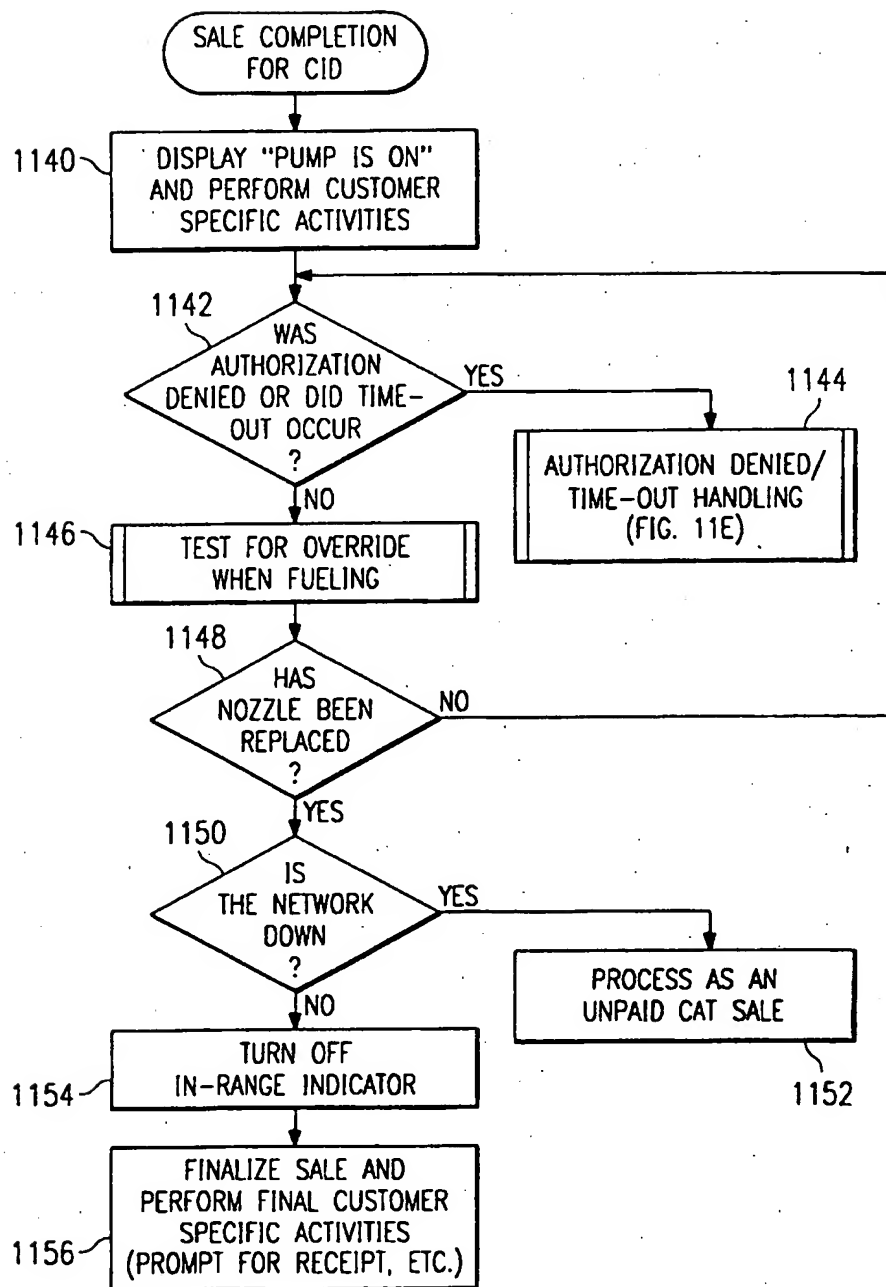 SALE COMPLETION
FOR CID
1140
DISPLAY "PUMP IS ON"
AND PERFORM CUSTOMER
SPECIFIC ACTIVITIES
1142
WAS
AUTHORIZATION
DENIED OR DID TIME-
OUT OCCUR
?
YES
1144
AUTHORIZATION DENIED/
TIME-OUT HANDLING
(FIG. 11E)
NO
1146
TEST FOR OVERRIDE
WHEN FUELING
1148
HAS
NOZZLE BEEN
REPLACED
?
NO
YES
1150
IS
THE NETWORK
DOWN
?
YES
PROCESS AS AN
UNPAID CAT SALE
1152
NO
1154
TURN OFF
IN-RANGE INDICATOR
1156
FINALIZE SALE AND
PERFORM FINAL CUSTOMER
SPECIFIC ACTIVITIES
(PROMPT FOR RECEIPT, ETC.)